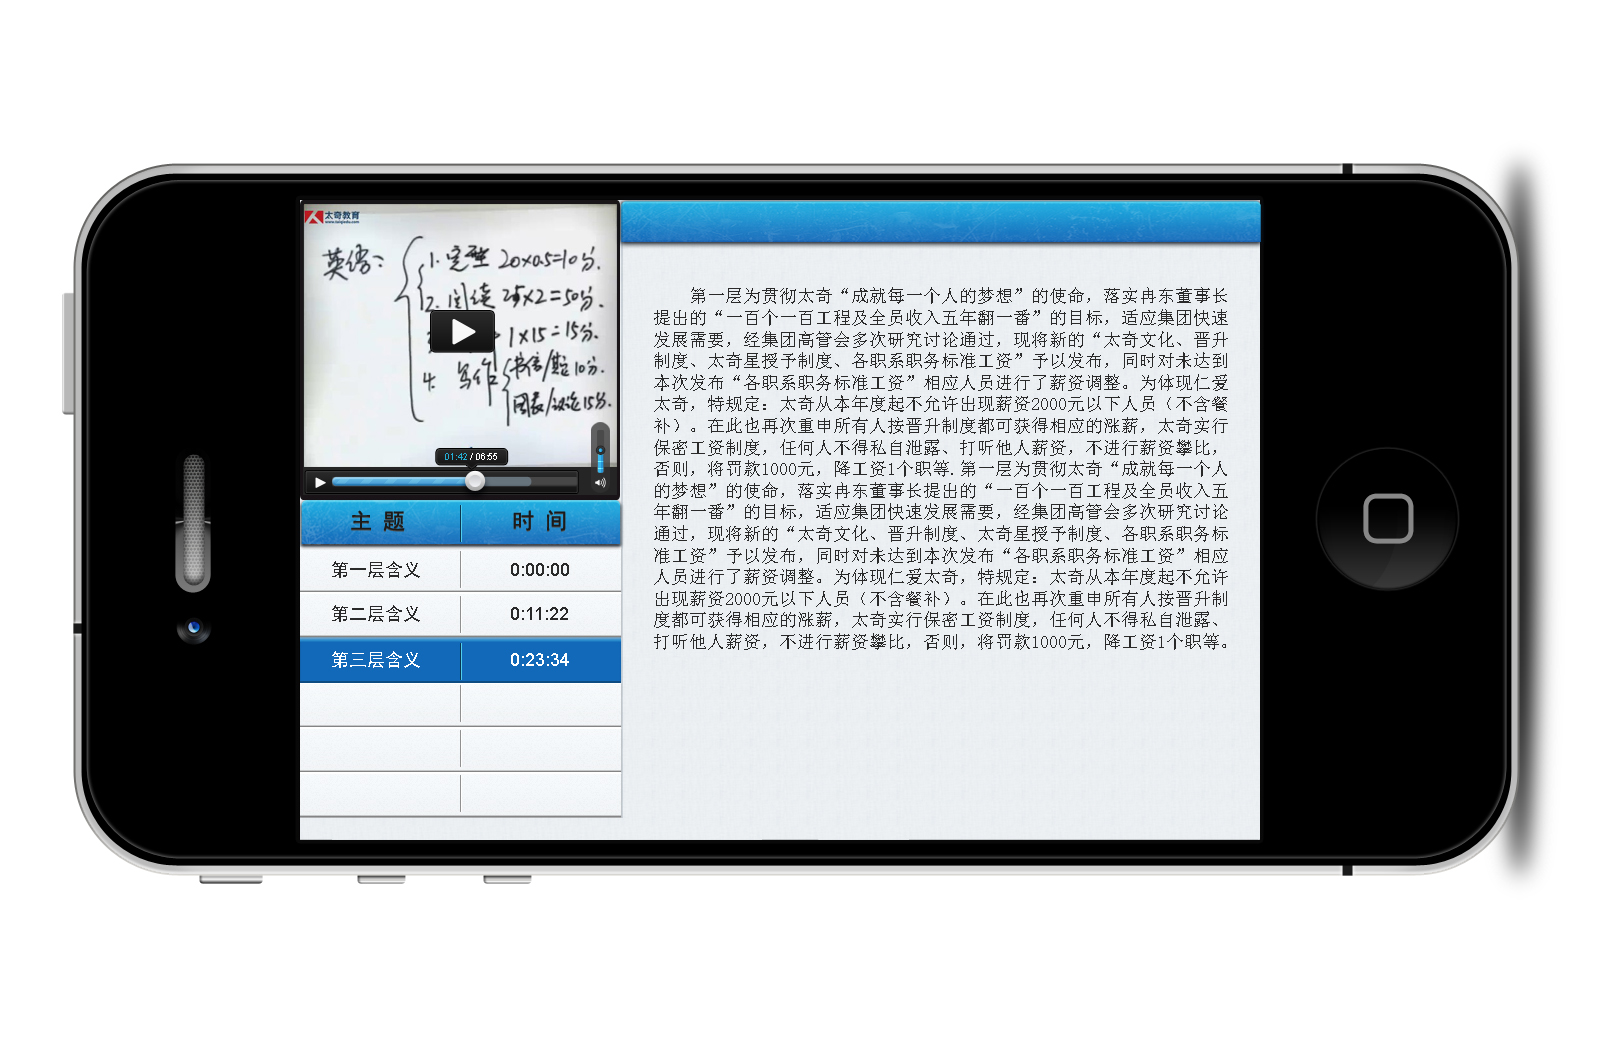 太奇教育
英语:
1. 完型 20×0.5=10分.
2. 阅读 25×2=50分.
1×15=15分.
4. 写作
书信/
10分.
图表/议论 15分.
01:42 / 06:55
主 题 时 间
第一层含义 0:00:00
第二层含义 0:11:22
第三层含义 0:23:34
第一层为贯彻太奇“成就每一个人的梦想”的使命，落实冉东董事长
提出的“一百个一百工程及全员收入五年翻一番”的目标，适应集团快速
发展需要，经集团高管会多次研究讨论通过，现将新的“太奇文化、晋升
制度、太奇星授予制度、各职系职务标准工资”予以发布，同时对未达到
本次发布“各职系职务标准工资”相应人员进行了薪资调整。为体现仁爱
太奇，特规定：太奇从本年度起不允许出现薪资2000元以下人员（不含餐
补）。在此也再次重申所有人按晋升制度都可获得相应的涨薪，太奇实行
保密工资制度，任何人不得私自泄露、打听他人薪资，不进行薪资攀比，
否则，将罚款1000元，降工资1个职等.第一层为贯彻太奇“成就每一个人
的梦想”的使命，落实冉东董事长提出的“一百个一百工程及全员收入五
年翻一番”的目标，适应集团快速发展需要，经集团高管会多次研究讨论
通过，现将新的“太奇文化、晋升制度、太奇星授予制度、各职系职务标
准工资”予以发布，同时对未达到本次发布“各职系职务标准工资”相应
人员进行了薪资调整。为体现仁爱太奇，特规定：太奇从本年度起不允许
出现薪资2000元以下人员（不含餐补）。在此也再次重申所有人按晋升制
度都可获得相应的涨薪，太奇实行保密工资制度，任何人不得私自泄露、
打听他人薪资，不进行薪资攀比，否则，将罚款1000元，降工资1个职等。